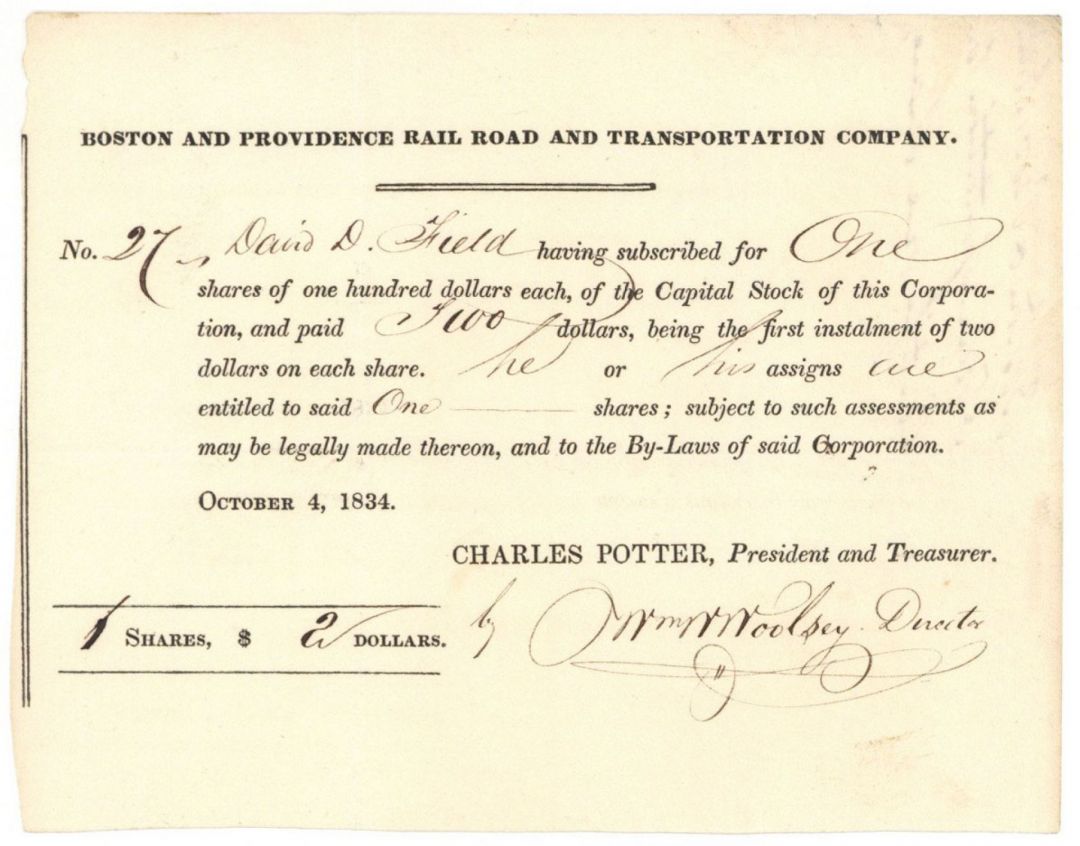 BOSTON AND PROVIDENCE RAIL ROAD AND TRANSPORTATION COMPANY.
No. 27, David D. Field having subscribed for One
shares of one hundred dollars each, of the Capital Stock of this Corpora-
tion, and paid Two dollars, being the first instalment of two
dollars on each share. he or his assigns are
entitled to said One shares; subject to such assessments as
may be legally made thereon, and to the By-Laws of said Corporation.
OCTOBER 4, 1834.
CHARLES POTTER, President and Treasurer.
1 SHARES, $ 2 DOLLARS. by Wm W Woolsey. Director